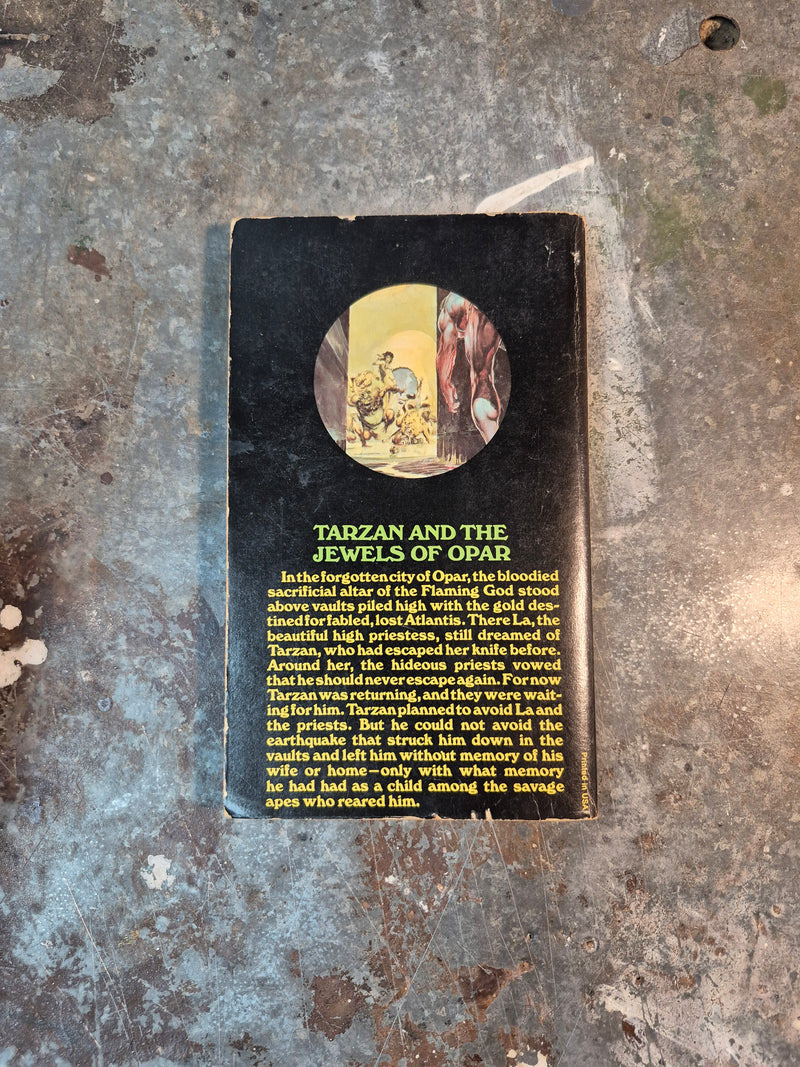 TARZAN AND THE
JEWELS OF OPAR
In the forgotten city of Opar, the bloodied
sacrificial altar of the Flaming God stood
above vaults piled high with the gold des-
tined for fabled, lost Atlantis. There La, the
beautiful high priestess, still dreamed of
Tarzan, who had escaped her knife before.
Around her, the hideous priests vowed
that he should never escape again. For now
Tarzan was returning, and they were wait-
ing for him. Tarzan planned to avoid La and
the priests. But he could not avoid the
earthquake that struck him down in the
vaults and left him without memory of his
wife or home—only with what memory
he had had as a child among the savage
apes who reared him.
Printed in USA